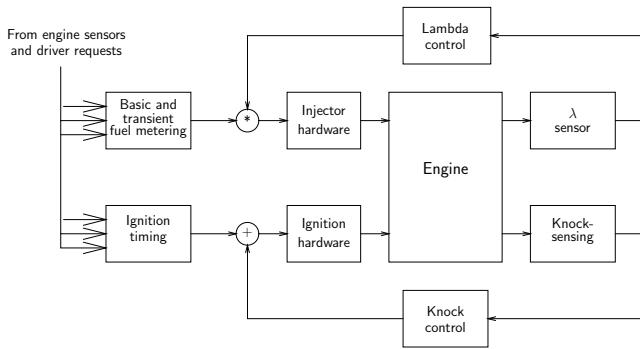 From engine sensors
and driver requests
Lambda
control
Basic and
transient
fuel metering
*
Injector
hardware
Engine
λ
sensor
Ignition
timing
+
Ignition
hardware
Knock-
sensing
Knock
control